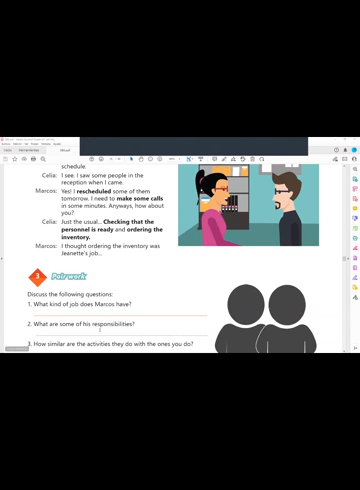 schedule.
Celia: I see. I saw some people in the
reception when I came.
Marcos: Yes! I rescheduled some of them
tomorrow. I need to make some calls
in some minutes. Anyways, how about
you?
Celia: Just the usual... Checking that the
personnel is ready and ordering the
inventory.
Marcos: I thought ordering the inventory was
Jeanette's job...
3 Pair work
Discuss the following questions:
1. What kind of job does Marcos have?
2. What are some of his responsibilities?
3. How similar are the activities they do with the ones you do?